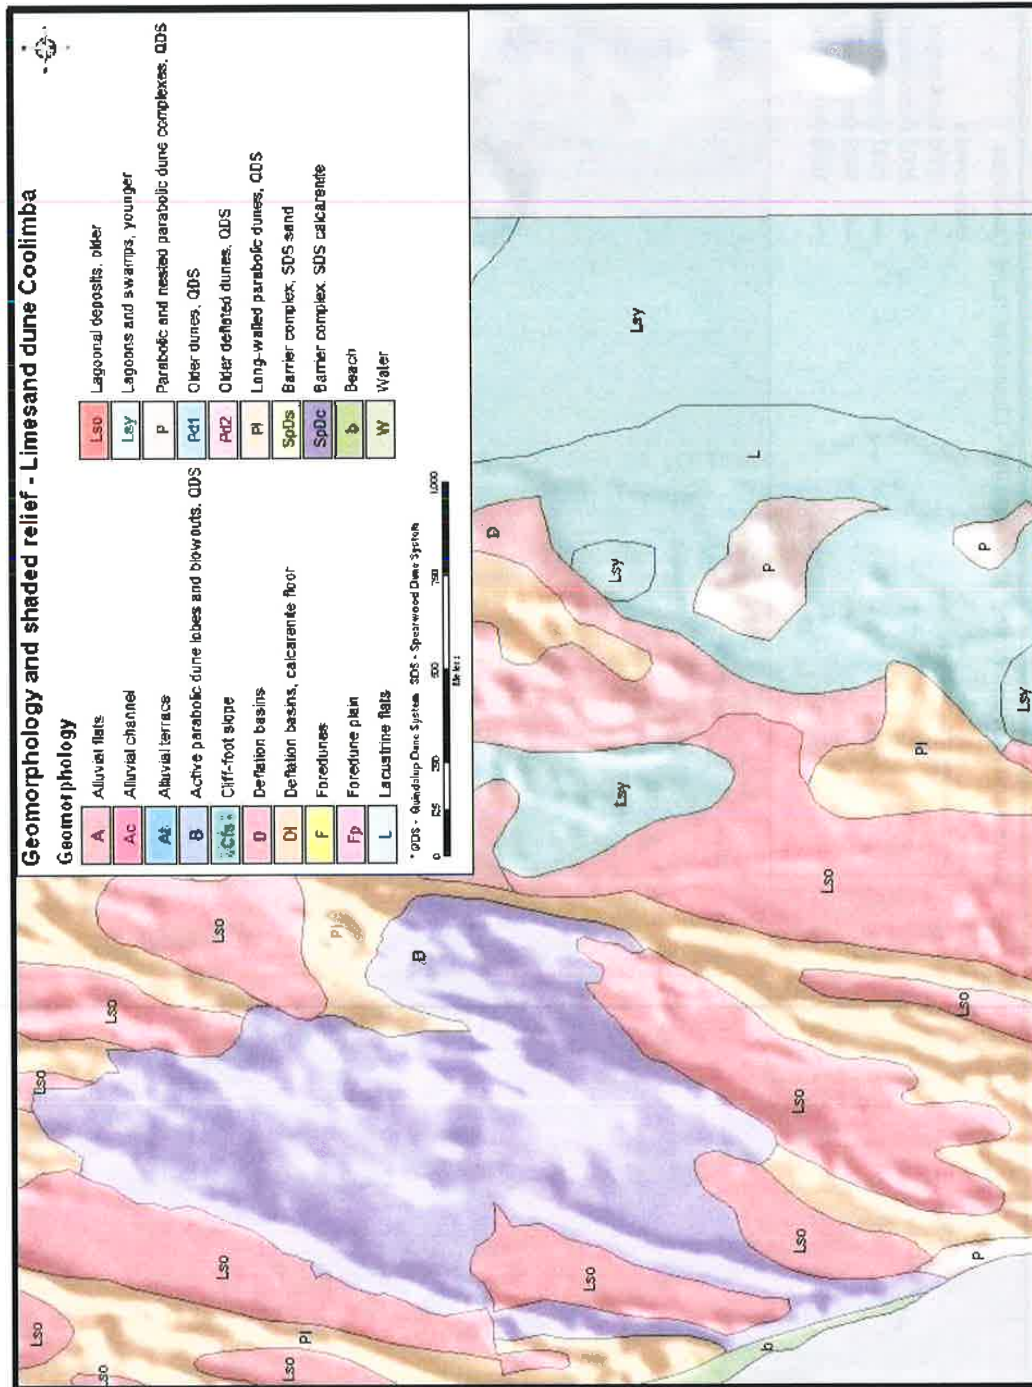 Geomorphology and shaded relief - Limesand dune Coolimba
Geomorphology
A Alluvial flats
Ac Alluvial channel
At Alluvial terrace
B Active parabolic dune lobes and blowouts, QDS
Cfs Cliff-foot slope
D Deflation basins
Dl Deflation basins, calcarenite floor
F Foredunes
Fp Foredune plain
L Lacustrine flats
Lso Lagoonal deposits, older
Lsy Lagoons and swamps, younger
P Parabolic and nested parabolic dune complexes, QDS
Pd1 Older dunes, QDS
Pd2 Older deflated dunes, QDS
Pl Long-walled parabolic dunes, QDS
SpDs Barrier complex, SDS sand
SpDc Barrier complex, SDS calcarenite
b Beach
W Water
* QDS - Quindalup Dune System SDS - Spearwood Dune System
0 125 250 500 750 1,000
Meters
Lso
Lso
Lso
Lso
Pl
Lso
Lso
Pl
Lso
B
Lso
Lso
Lso
Lso
b
P
Lso
Lsy
D
Lsy
P
Pl
Lsy
P
L
Lsy